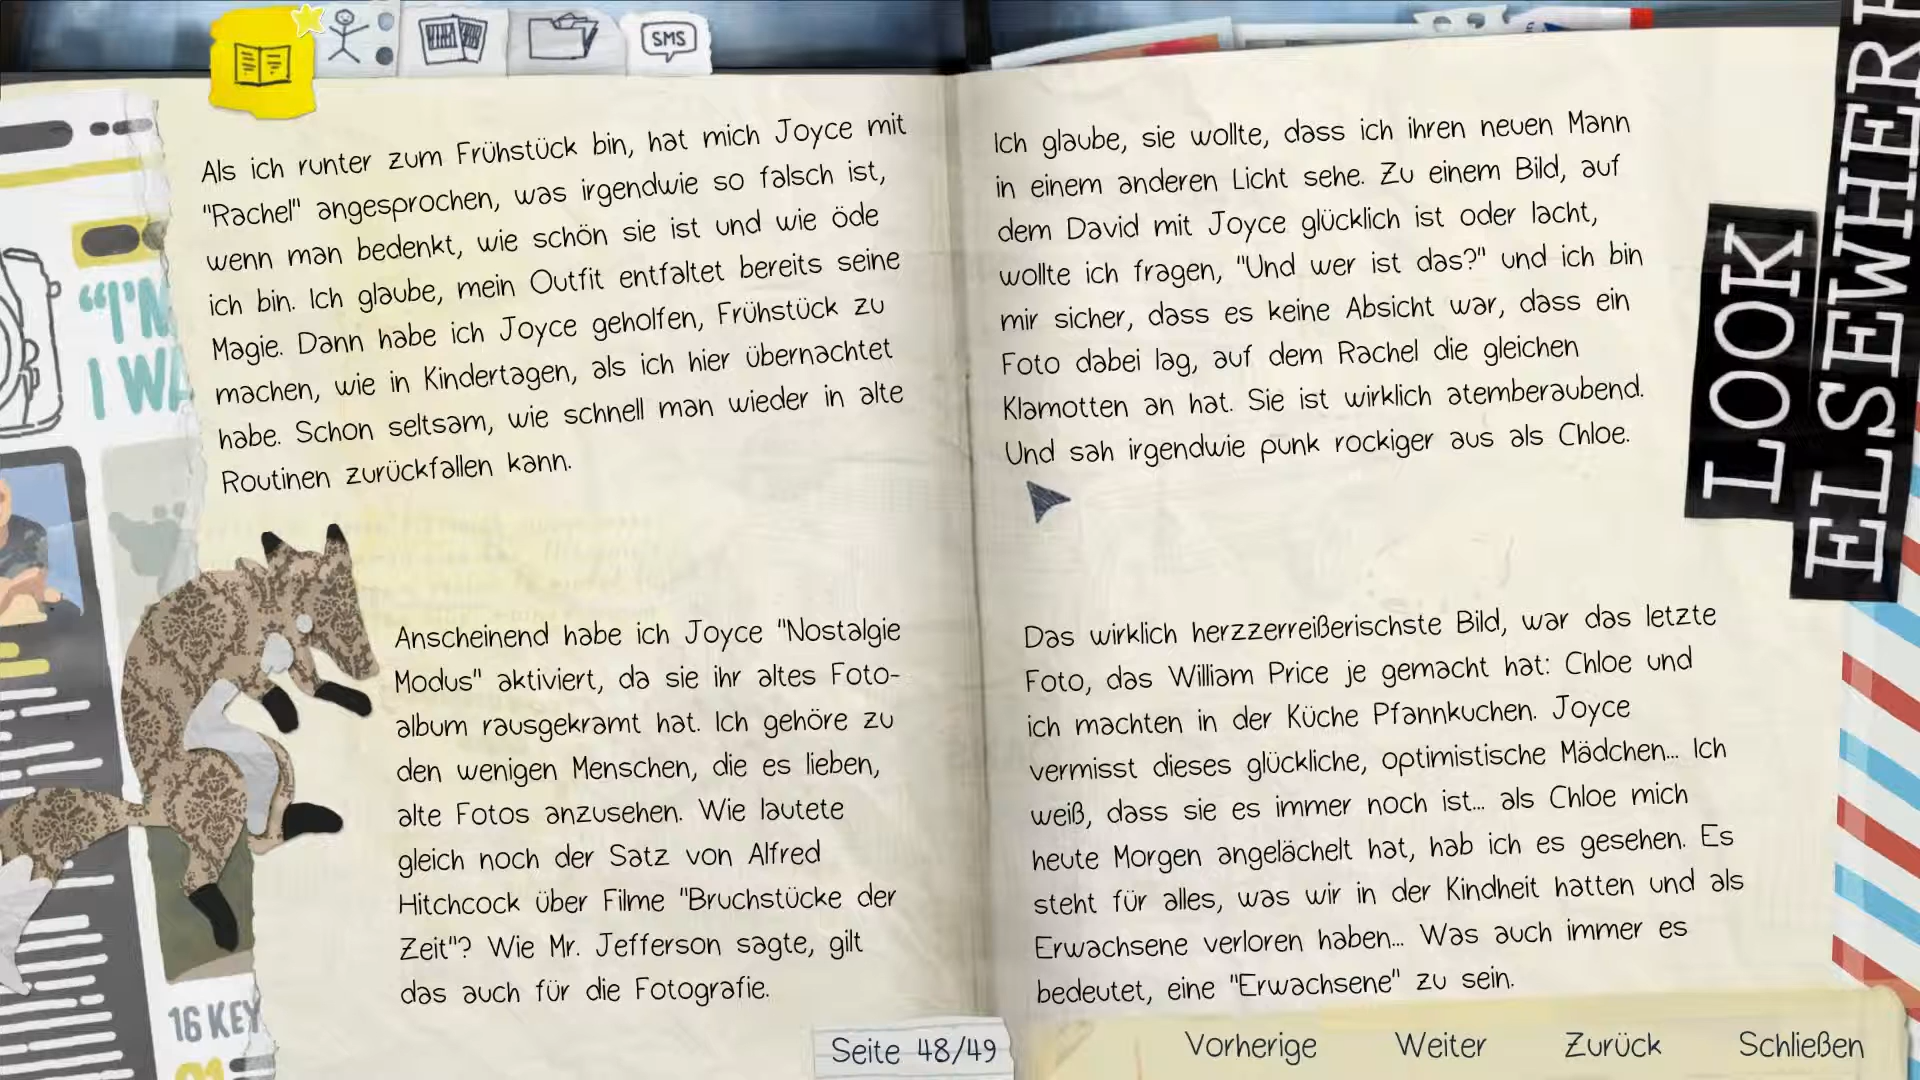 SMS
Als ich runter zum Frühstück bin, hat mich Joyce mit
"Rachel" angesprochen, was irgendwie so falsch ist,
wenn man bedenkt, wie schön sie ist und wie öde
ich bin. Ich glaube, mein Outfit entfaltet bereits seine
Magie. Dann habe ich Joyce geholfen, Frühstück zu
machen, wie in Kindertagen, als ich hier übernachtet
habe. Schon seltsam, wie schnell man wieder in alte
Routinen zurückfallen kann.
Anscheinend habe ich Joyce "Nostalgie
Modus" aktiviert, da sie ihr altes Foto-
album rausgekramt hat. Ich gehöre zu
den wenigen Menschen, die es lieben,
alte Fotos anzusehen. Wie lautete
gleich noch der Satz von Alfred
Hitchcock über Filme "Bruchstücke der
Zeit"? Wie Mr. Jefferson sagte, gilt
das auch für die Fotografie.
Ich glaube, sie wollte, dass ich ihren neuen Mann
in einem anderen Licht sehe. Zu einem Bild, auf
dem David mit Joyce glücklich ist oder lacht,
wollte ich fragen, "Und wer ist das?" und ich bin
mir sicher, dass es keine Absicht war, dass ein
Foto dabei lag, auf dem Rachel die gleichen
Klamotten an hat. Sie ist wirklich atemberaubend.
Und sah irgendwie punk rockiger aus als Chloe.
Das wirklich herzzerreißerischste Bild, war das letzte
Foto, das William Price je gemacht hat: Chloe und
ich machten in der Küche Pfannkuchen. Joyce
vermisst dieses glückliche, optimistische Mädchen... Ich
weiß, dass sie es immer noch ist... als Chloe mich
heute Morgen angelächelt hat, hab ich es gesehen. Es
steht für alles, was wir in der Kindheit hatten und als
Erwachsene verloren haben... Was auch immer es
bedeutet, eine "Erwachsene" zu sein.
"I'M
I WA
16 KEY
LOOK
ELSEWHERE
Seite 48/49
Vorherige
Weiter
Zurück
Schließen